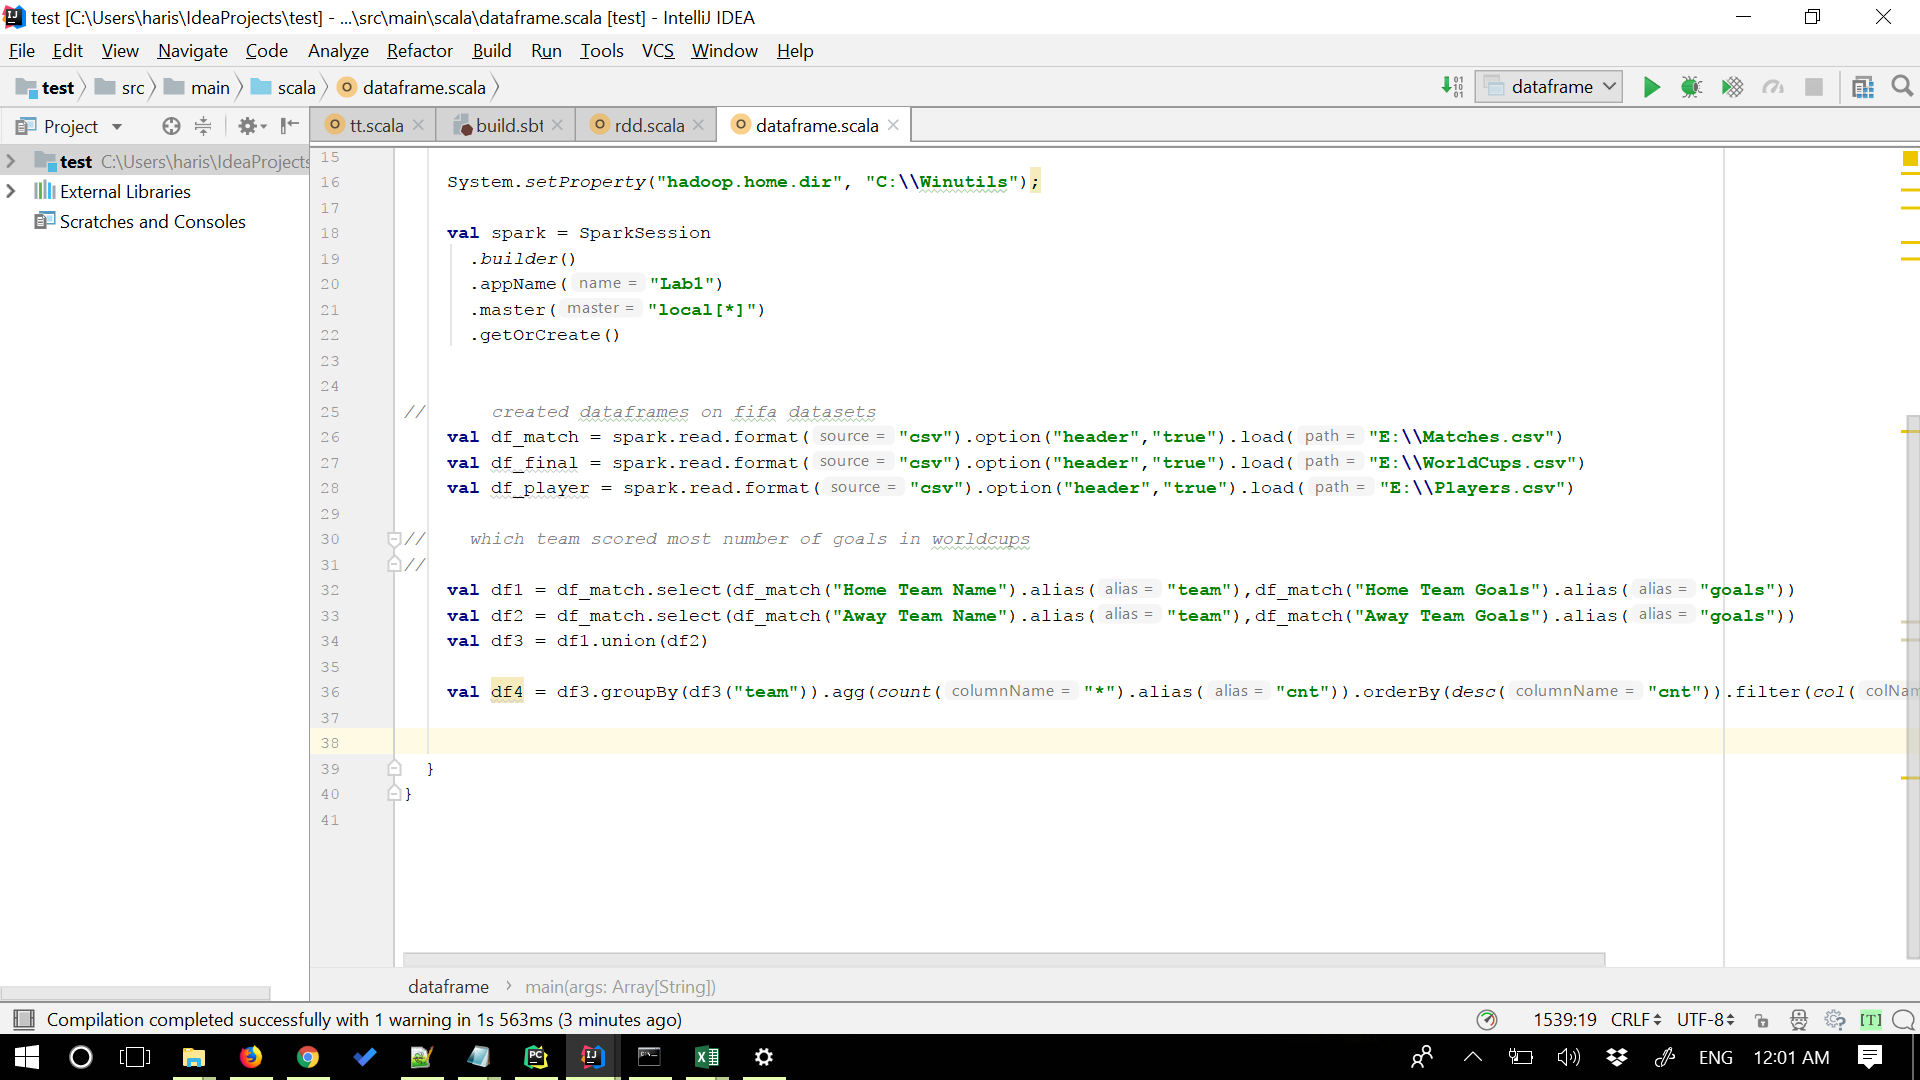 test [C:\Users\haris\IdeaProjects\test] - ...\src\main\scala\dataframe.scala [test] - IntelliJ IDEA
File Edit View Navigate Code Analyze Refactor Build Run Tools VCS Window Help
test src main scala dataframe.scala dataframe
Project tt.scala build.sbt rdd.scala dataframe.scala
test C:\Users\haris\IdeaProjects
External Libraries
Scratches and Consoles
15
16 System.setProperty("hadoop.home.dir", "C:\\Winutils");
17
18 val spark = SparkSession
19 .builder()
20 .appName( name = "Lab1")
21 .master( master = "local[*]")
22 .getOrCreate()
23
24
25 // created dataframes on fifa datasets
26 val df_match = spark.read.format( source = "csv").option("header","true").load( path = "E:\\Matches.csv")
27 val df_final = spark.read.format( source = "csv").option("header","true").load( path = "E:\\WorldCups.csv")
28 val df_player = spark.read.format( source = "csv").option("header","true").load( path = "E:\\Players.csv")
29
30 // which team scored most number of goals in worldcups
31 //
32 val df1 = df_match.select(df_match("Home Team Name").alias( alias = "team"),df_match("Home Team Goals").alias( alias = "goals"))
33 val df2 = df_match.select(df_match("Away Team Name").alias( alias = "team"),df_match("Away Team Goals").alias( alias = "goals"))
34 val df3 = df1.union(df2)
35
36 val df4 = df3.groupBy(df3("team")).agg(count( columnName = "*").alias( alias = "cnt")).orderBy(desc( columnName = "cnt")).filter(col( colNam
37
38
39 }
40 }
41
dataframe > main(args: Array[String])
Compilation completed successfully with 1 warning in 1s 563ms (3 minutes ago) 1539:19 CRLF UTF-8 [T]
ENG 12:01 AM